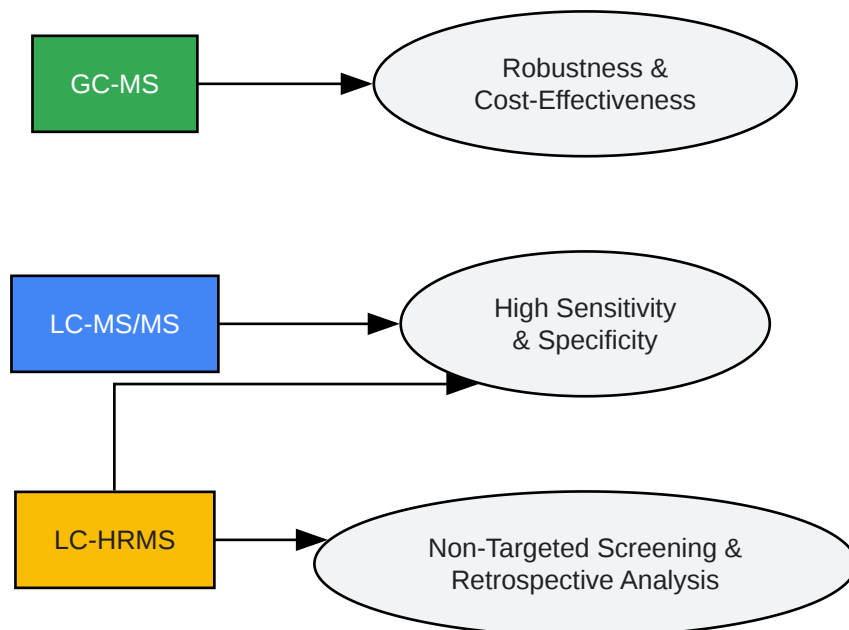 GC-MS
Robustness &
Cost-Effectiveness
LC-MS/MS
High Sensitivity
& Specificity
LC-HRMS
Non-Targeted Screening &
Retrospective Analysis